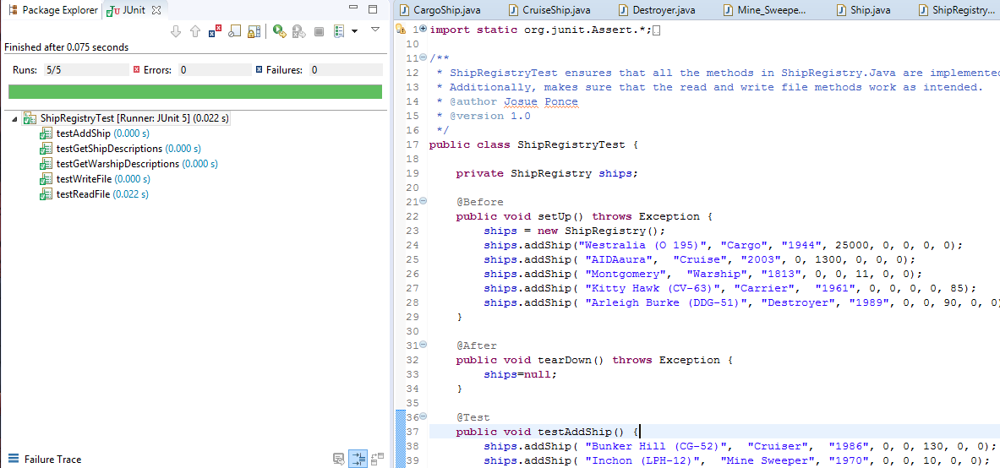 Package Explorer
JUnit
Finished after 0.075 seconds
Runs: 5/5 Errors: 0 Failures: 0
ShipRegistryTest [Runner: JUnit 5] (0.022 s)
testAddShip (0.000 s)
testGetShipDescriptions (0.000 s)
testGetWarshipDescriptions (0.000 s)
testWriteFile (0.000 s)
testReadFile (0.022 s)
Failure Trace
CargoShip.java CruiseShip.java Destroyer.java Mine_Sweepe... Ship.java ShipRegistry...
1 import static org.junit.Assert.*;
10
11 /**
12 * ShipRegistryTest ensures that all the methods in ShipRegistry.Java are implemented
13 * Additionally, makes sure that the read and write file methods work as intended.
14 * @author Josue Ponce
15 * @version 1.0
16 */
17 public class ShipRegistryTest {
18
19 private ShipRegistry ships;
20
21 @Before
22 public void setUp() throws Exception {
23 ships = new ShipRegistry();
24 ships.addShip("Westralia (O 195)", "Cargo", "1944", 25000, 0, 0, 0, 0);
25 ships.addShip( "AIDAaura", "Cruise", "2003", 0, 1300, 0, 0, 0);
26 ships.addShip( "Montgomery", "Warship", "1813", 0, 0, 11, 0, 0);
27 ships.addShip( "Kitty Hawk (CV-63)", "Carrier", "1961", 0, 0, 0, 0, 85);
28 ships.addShip( "Arleigh Burke (DDG-51)", "Destroyer", "1989", 0, 0, 90, 0, 0)
29 }
30
31 @After
32 public void tearDown() throws Exception {
33 ships=null;
34 }
35
36 @Test
37 public void testAddShip() {
38 ships.addShip( "Bunker Hill (CG-52)", "Cruiser", "1986", 0, 0, 130, 0, 0);
39 ships.addShip( "Inchon (LPH-12)", "Mine Sweeper", "1970", 0, 0, 10, 0, 0);